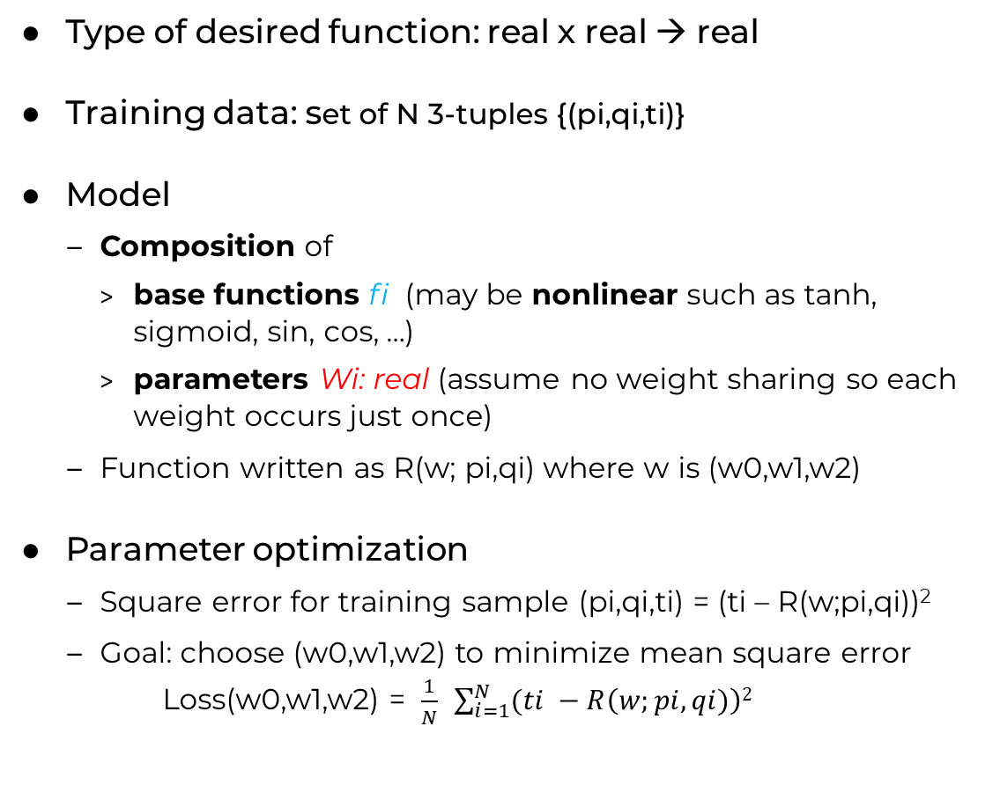 ● Type of desired function: real x real → real
● Training data: set of N 3-tuples {(pi,qi,ti)}
● Model
– Composition of
> base functions fi (may be nonlinear such as tanh,
sigmoid, sin, cos, …)
> parameters Wi: real (assume no weight sharing so each
weight occurs just once)
– Function written as R(w; pi,qi) where w is (w0,w1,w2)
● Parameter optimization
– Square error for training sample (pi,qi,ti) = (ti – R(w;pi,qi))²
– Goal: choose (w0,w1,w2) to minimize mean square error
Loss(w0,w1,w2) = 1/N ∑ᵢ₌₁ᴺ(ti − R(w; pi, qi))²